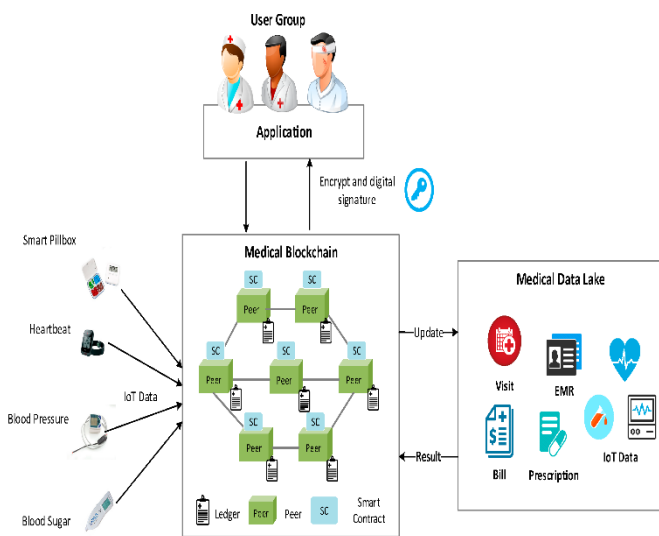 User Group
Application
Encrypt and digital
signature
Smart Pillbox
Heartbeat
IoT Data
Blood Pressure
Blood Sugar
Medical Blockchain
SC
SC
Peer
Peer
SC
SC
SC
Peer
Peer
Peer
SC
SC
Peer
Peer
Ledger
Peer
Peer
SC
Smart
Contract
Update
Result
Medical Data Lake
Visit
EMR
Bill
Prescription
IoT Data